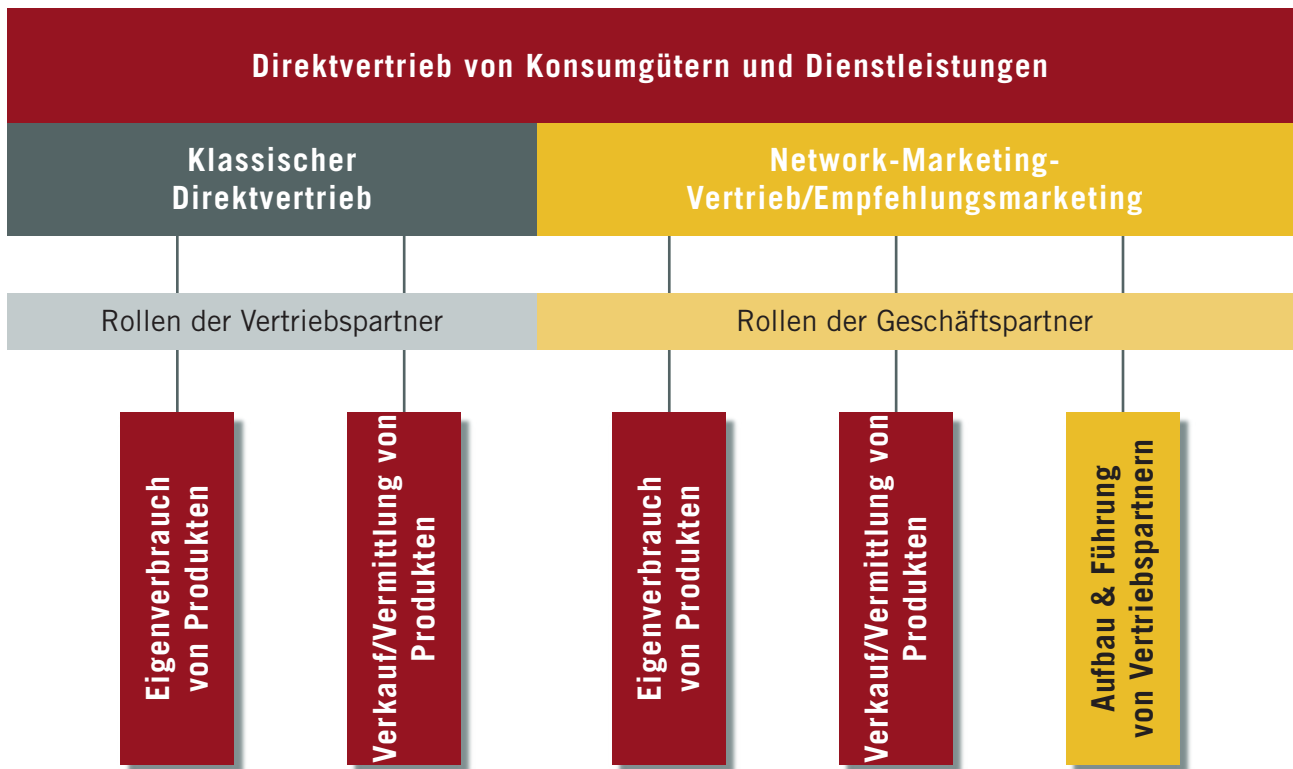 Direktvertrieb von Konsumgütern und Dienstleistungen
Klassischer
Direktvertrieb
Network-Marketing-
Vertrieb/Empfehlungsmarketing
Rollen der Vertriebspartner
Rollen der Geschäftspartner
Eigenverbrauch
von Produkten
Verkauf/Vermittlung von
Produkten
Eigenverbrauch
von Produkten
Verkauf/Vermittlung von
Produkten
Aufbau & Führung
von Vertriebspartnern